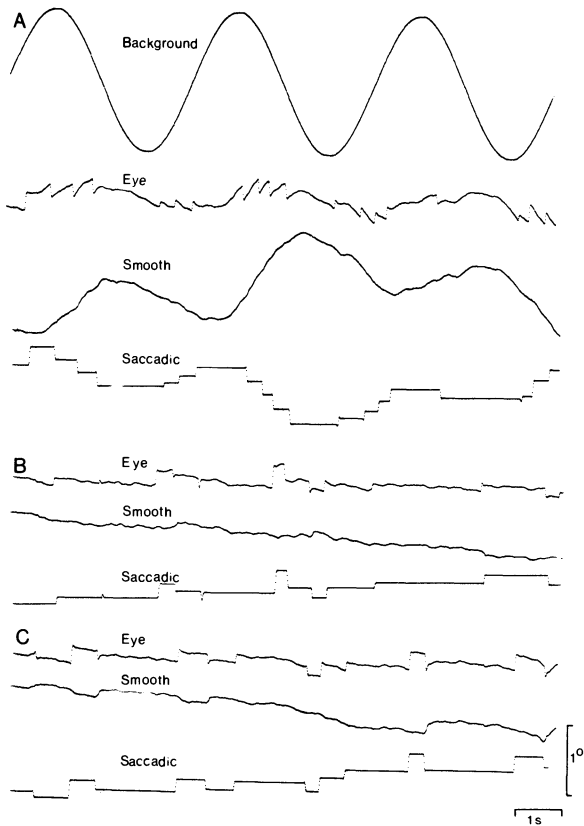 A
Background
Eye
Smooth
Saccadic
B
Eye
Smooth
Saccadic
C
Eye
Smooth
Saccadic
1°
1s